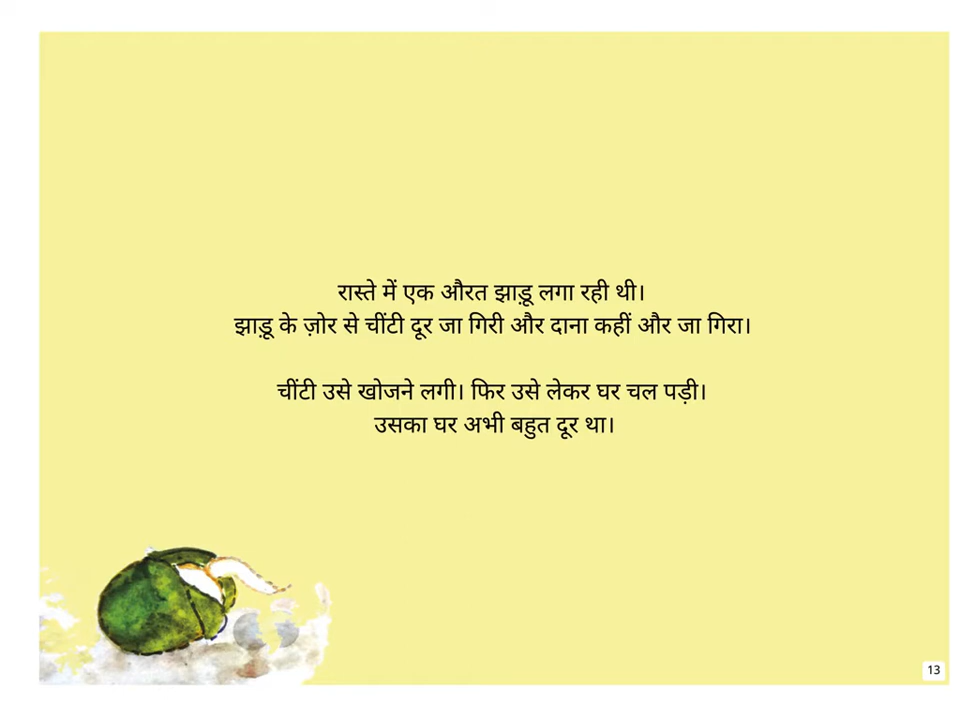 रास्ते में एक औरत झाड़ू लगा रही थी।
झाड़ू के ज़ोर से चींटी दूर जा गिरी और दाना कहीं और जा गिरा।
चींटी उसे खोजने लगी। फिर उसे लेकर घर चल पड़ी।
उसका घर अभी बहुत दूर था।
13